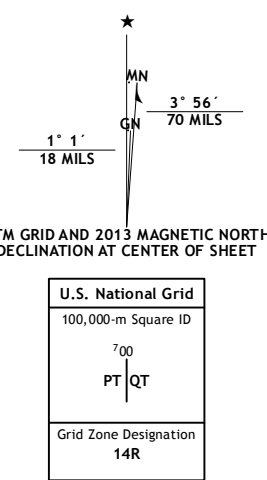 ★
MN
3° 56´
70 MILS
GN
1° 1´
18 MILS
TM GRID AND 2013 MAGNETIC NORTH
DECLINATION AT CENTER OF SHEET
U.S. National Grid
100,000-m Square ID
⁷00
PT QT
Grid Zone Designation
14R